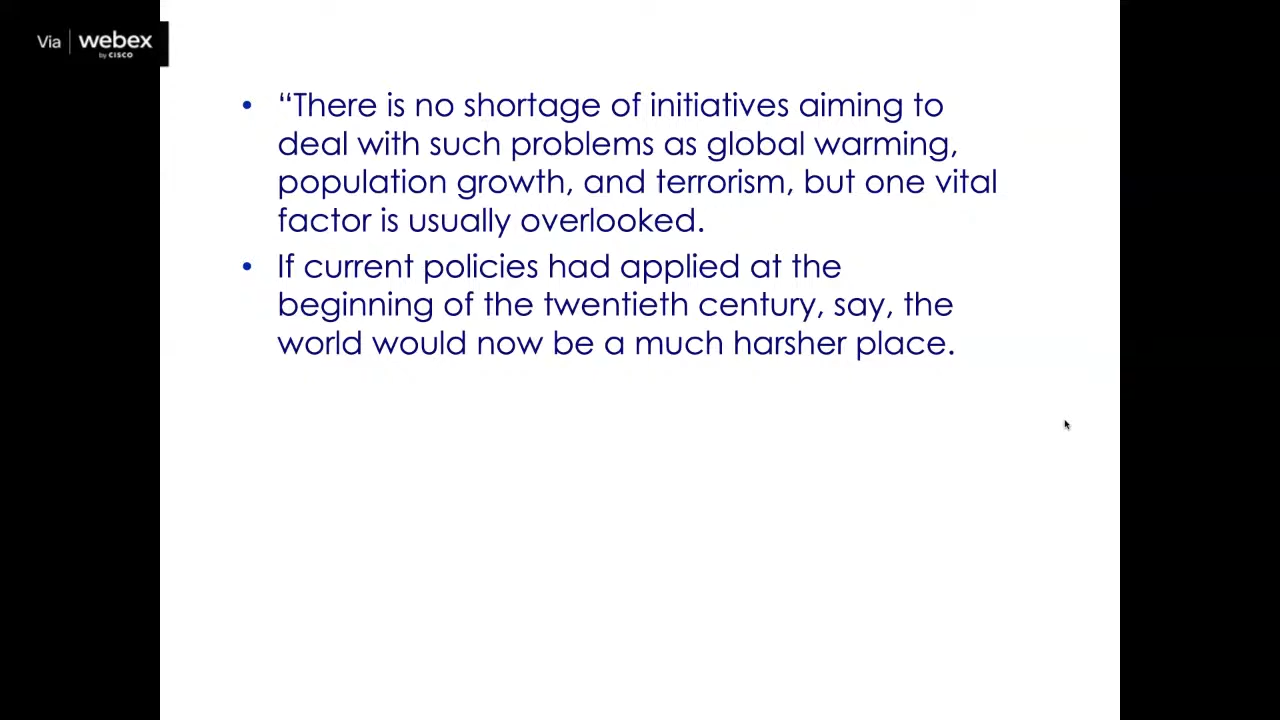 Via webex
by CISCO
• “There is no shortage of initiatives aiming to
deal with such problems as global warming,
population growth, and terrorism, but one vital
factor is usually overlooked.
• If current policies had applied at the
beginning of the twentieth century, say, the
world would now be a much harsher place.